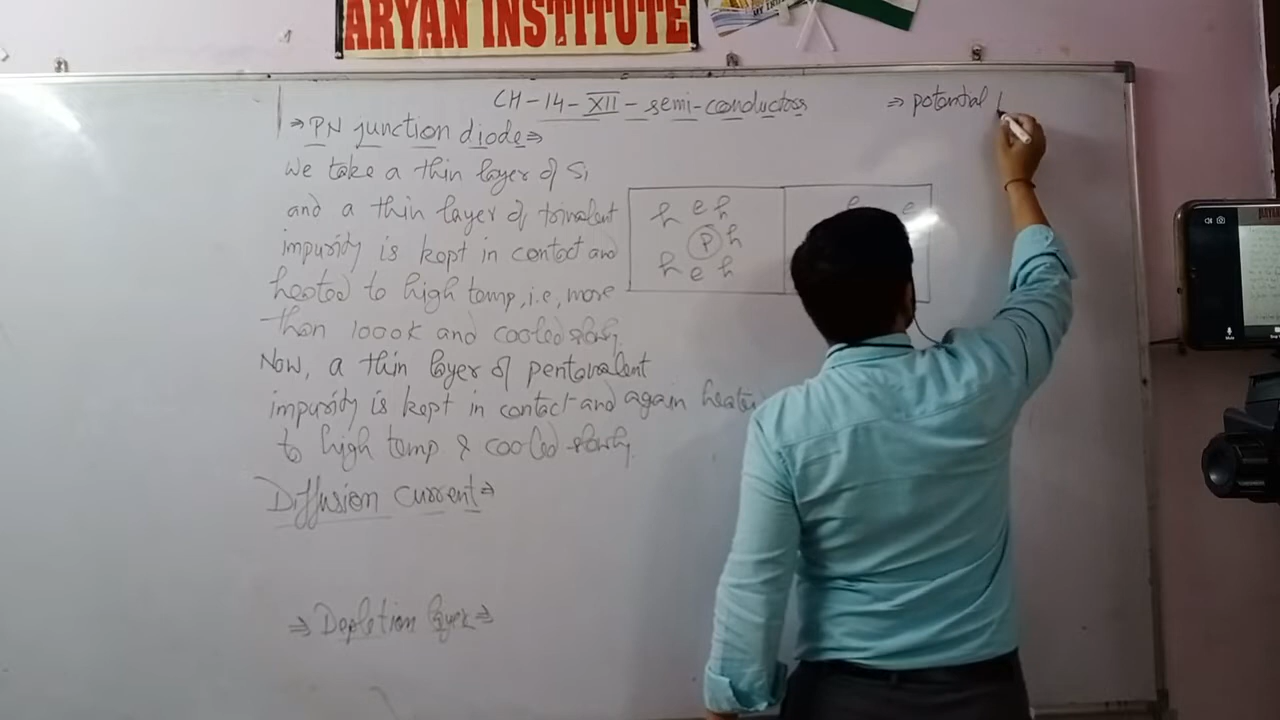 ARYAN INSTITUTE
CH-14-XII-semi-conductors
⇒ potential
⇒ PN junction diode ⇒
We take a thin layer of Si
and a thin layer of trivalent
impurity is kept in contact and
heated to high temp, i.e, more
than 1000k and cooled slowly.
Now, a thin layer of pentavalent
impurity is kept in contact and again heated
to high temp & cooled slowly.
Diffusion current ⇒
⇒ Depletion layer ⇒
h e h
P h
h e h
e e